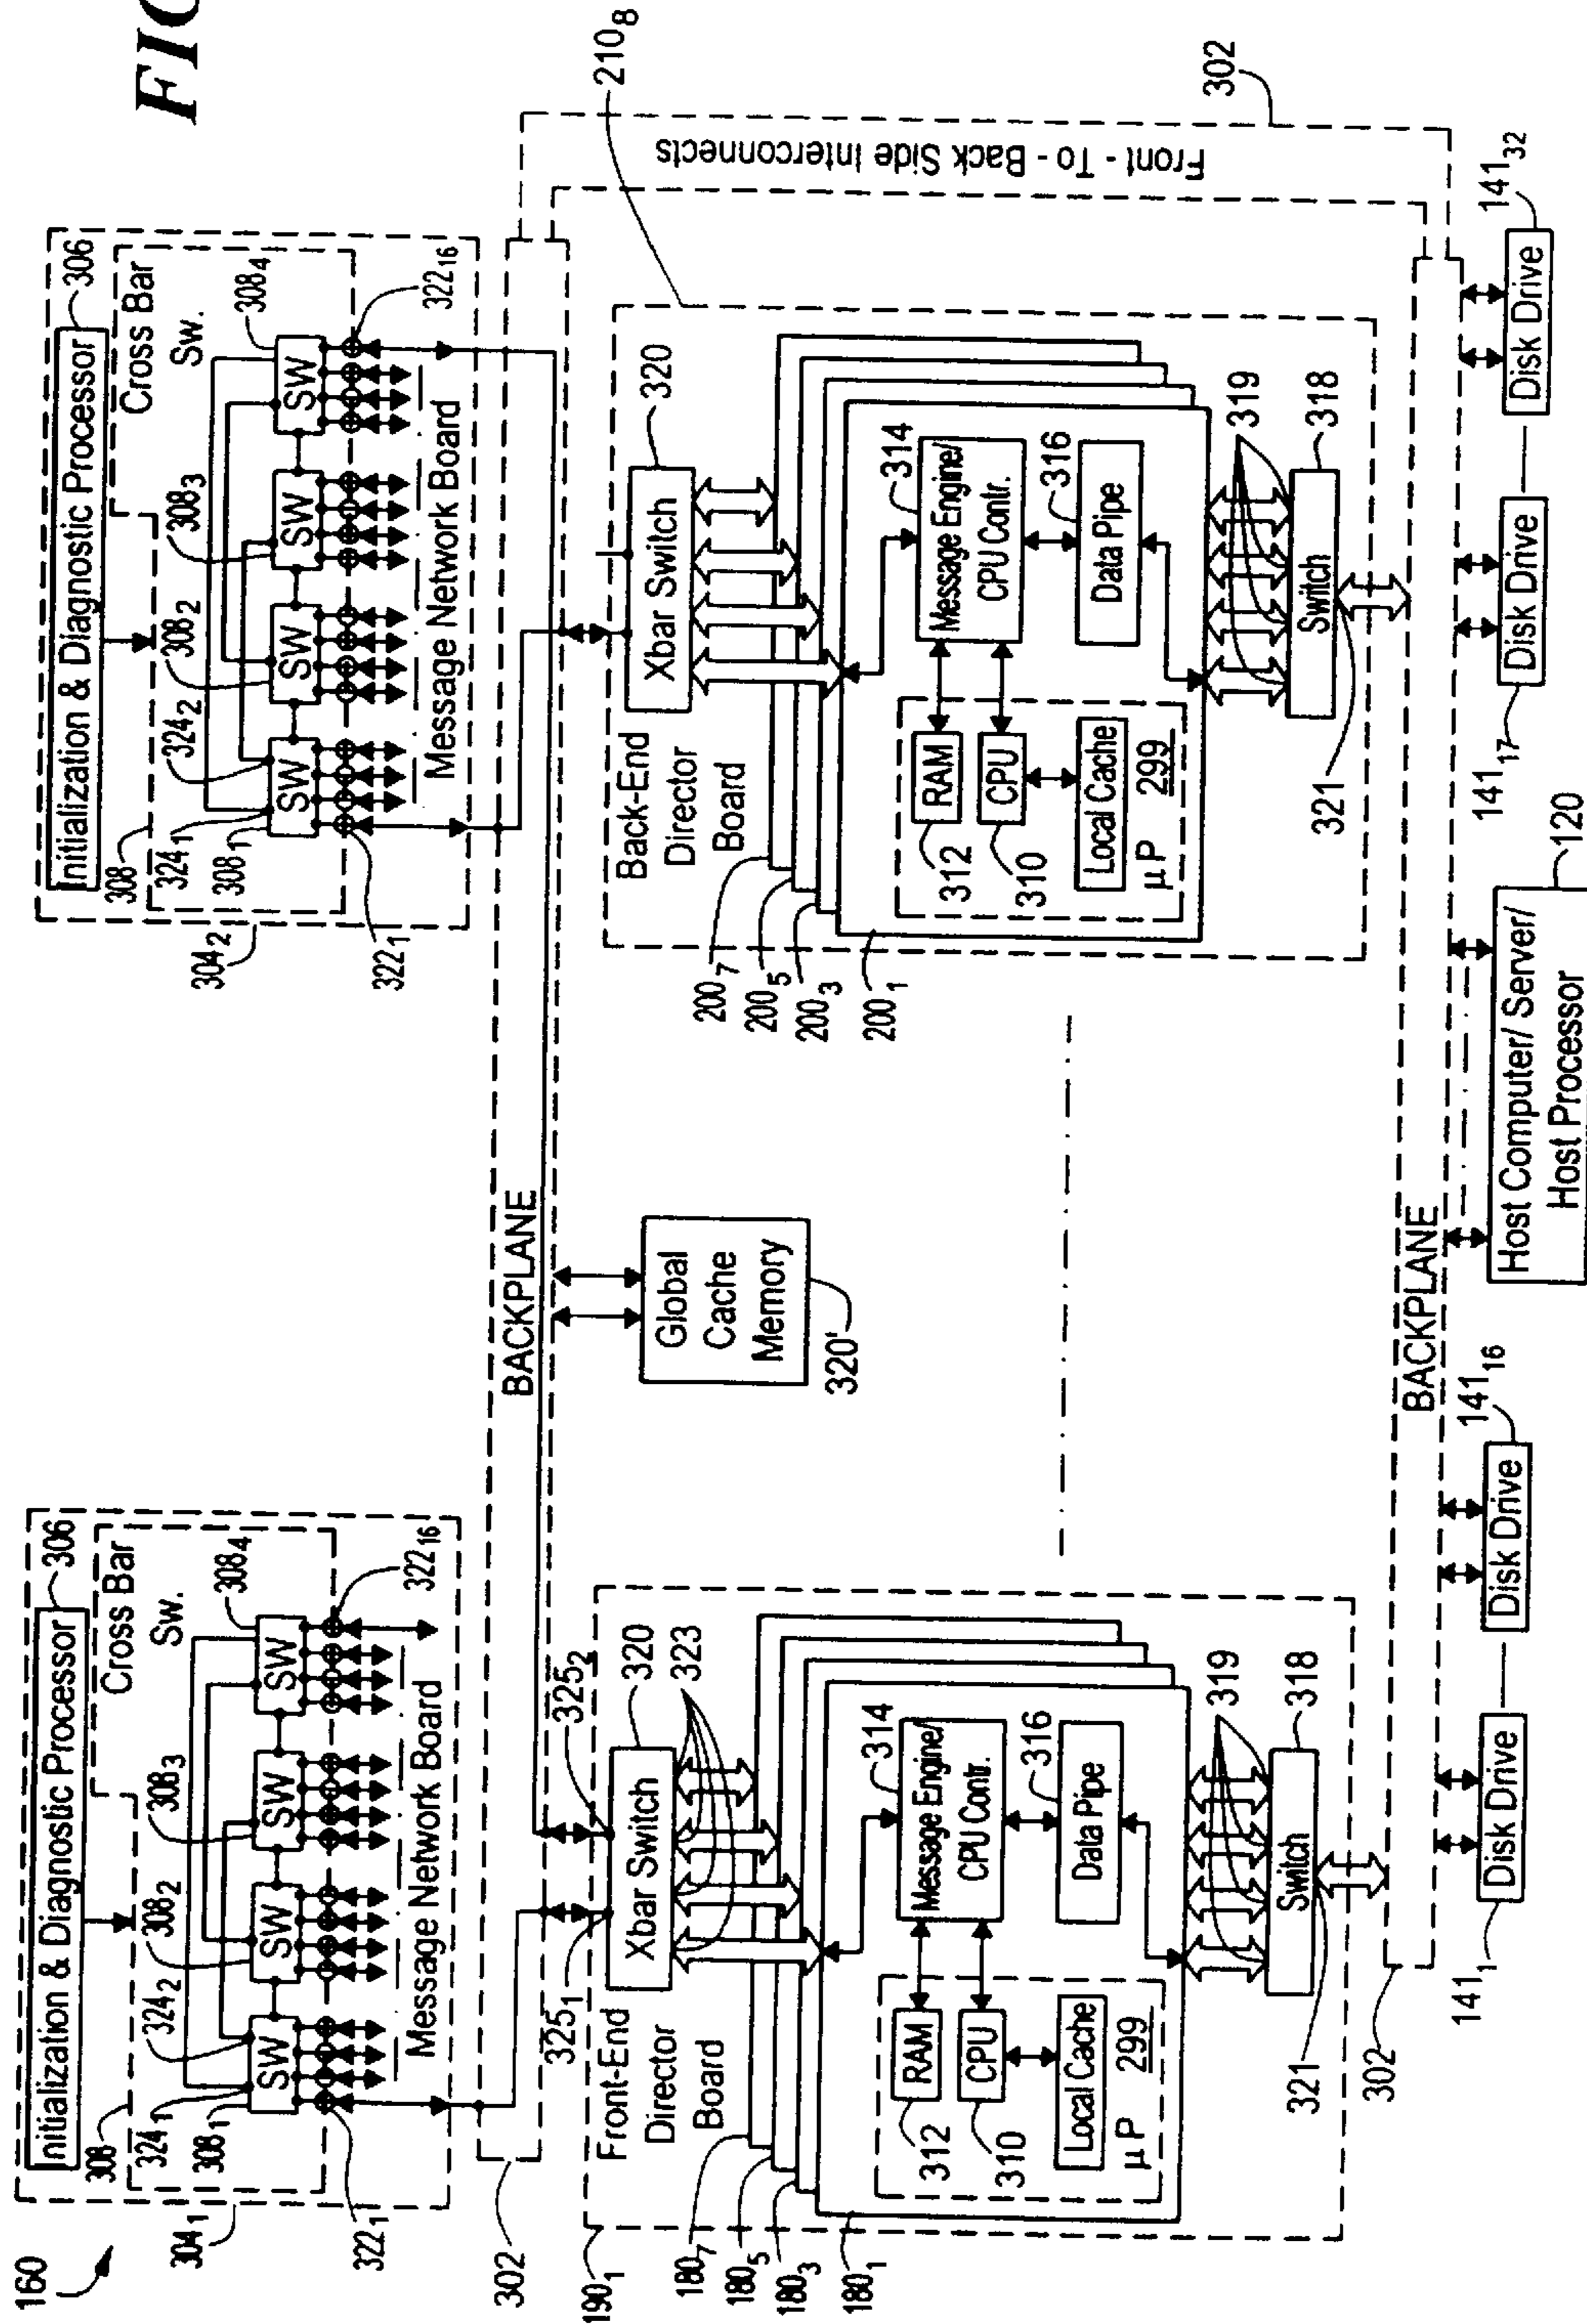 FIG
160
304₁
Initialization & Diagnostic Processor
306
308
Cross Bar
Sw.
324₁
324₂
308₁
308₂
308₃
308₄
SW
SW
SW
SW
322₁
322₁₆
Message Network Board
304₂
Initialization & Diagnostic Processor
306
308
Cross Bar
Sw.
324₁
324₂
308₁
308₂
308₃
308₄
SW
SW
SW
SW
322₁
322₁₆
Message Network Board
302
BACKPLANE
Front - To - Back Side Interconnects
302
190₁
325₁
325₂
Front-End
Director
Board
Xbar Switch
320
323
180₇
180₅
180₃
180₁
Message Engine/
CPU Contr.
314
RAM
312
CPU
310
Local Cache
µP
299
Data Pipe
316
319
Switch
318
321
Global
Cache
Memory
320'
210₈
Back-End
Director
Board
Xbar Switch
320
200₇
200₅
200₃
200₁
Message Engine/
CPU Contr.
314
RAM
312
CPU
310
Local Cache
µP
299
Data Pipe
316
319
Switch
318
321
302
BACKPLANE
141₁
Disk Drive
Disk Drive
141₁₆
Host Computer/ Server/
Host Processor
120
141₁₇
Disk Drive
Disk Drive
141₃₂